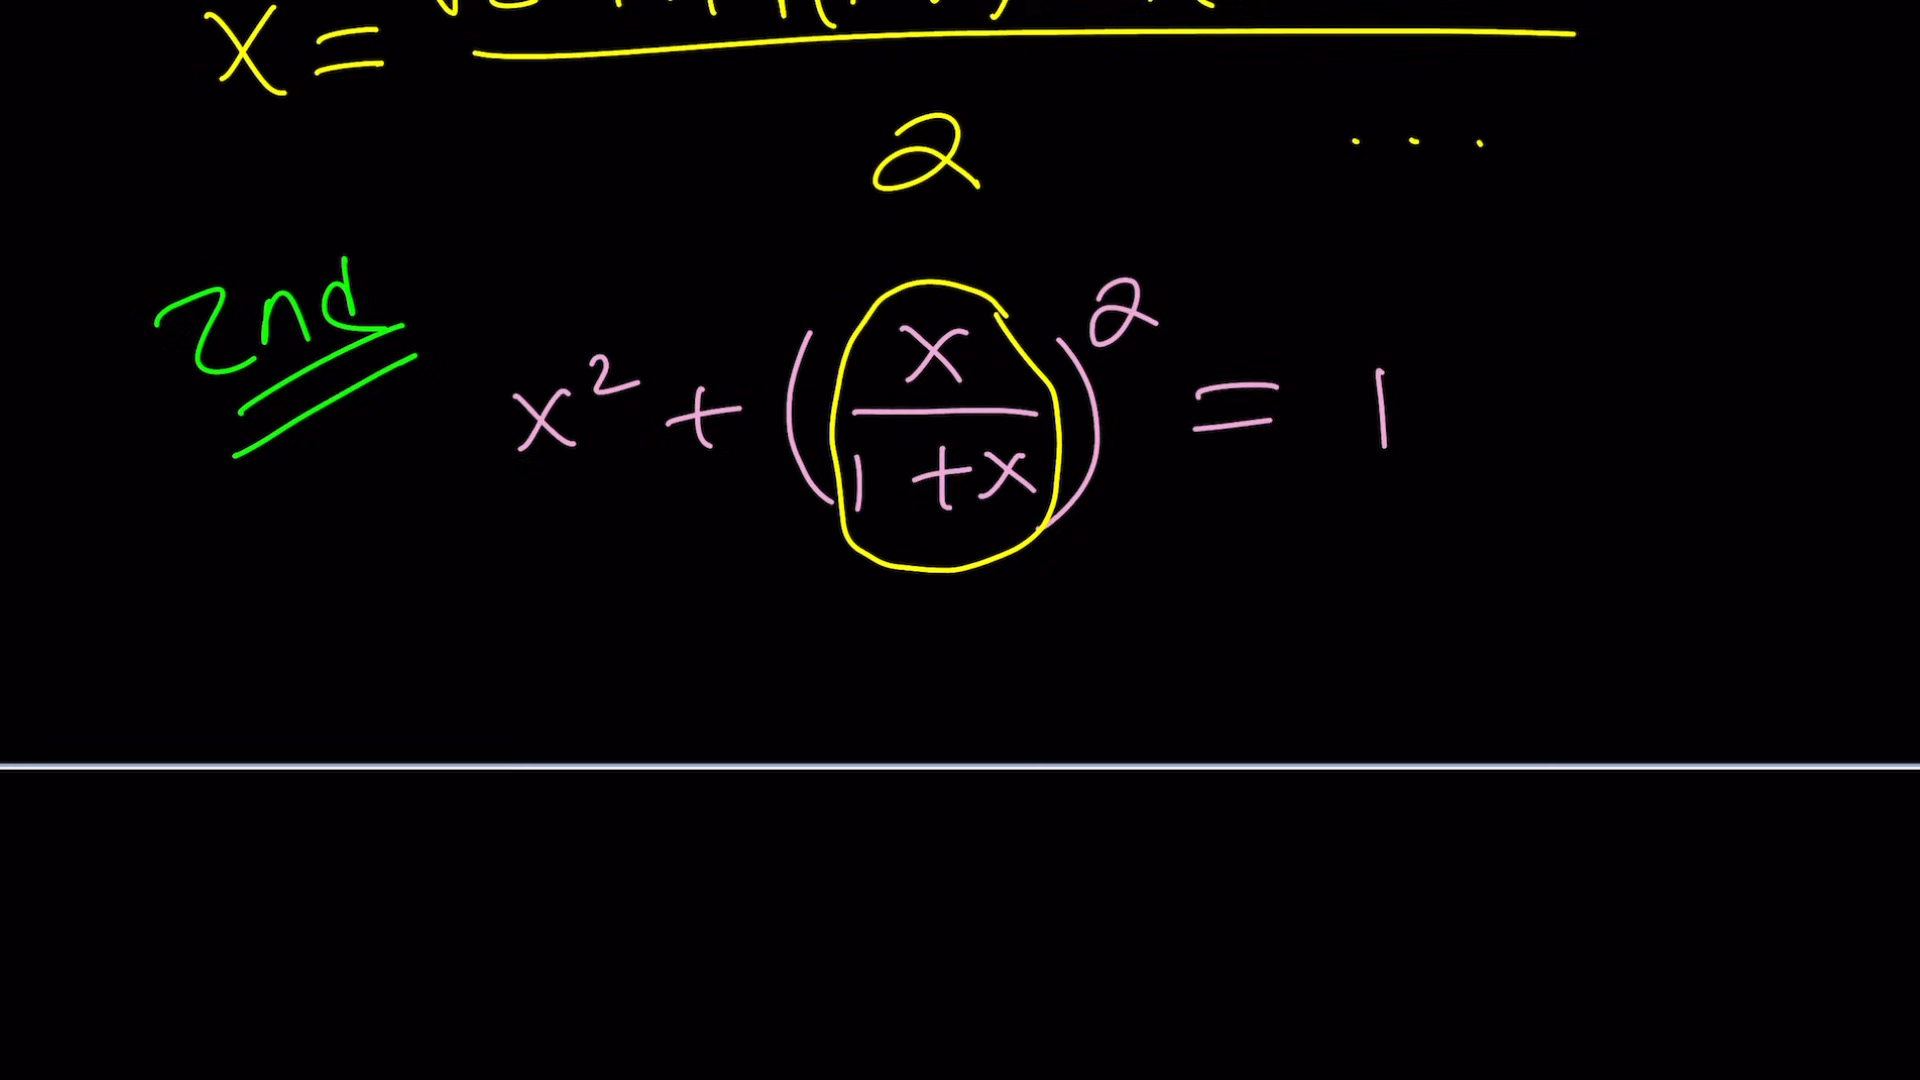 x =
2 ...
2nd
x² + (x / 1 + x)² = 1